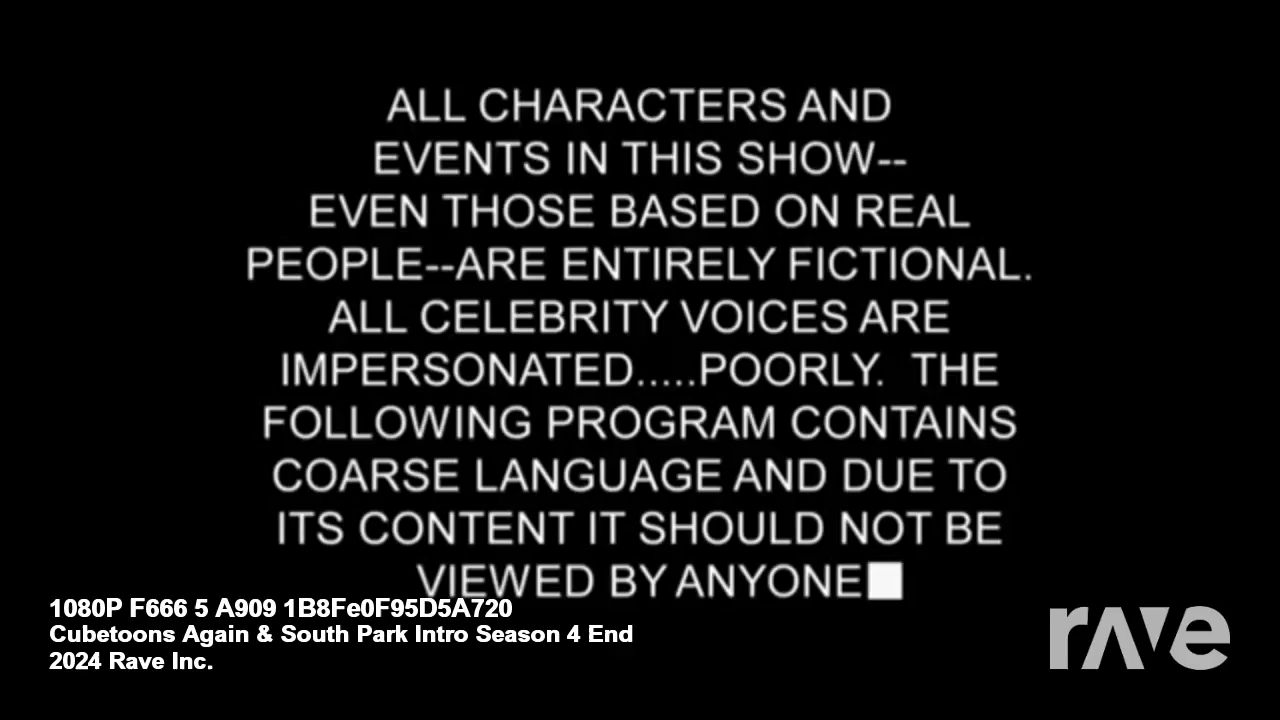 ALL CHARACTERS AND
EVENTS IN THIS SHOW--
EVEN THOSE BASED ON REAL
PEOPLE--ARE ENTIRELY FICTIONAL.
ALL CELEBRITY VOICES ARE
IMPERSONATED.....POORLY. THE
FOLLOWING PROGRAM CONTAINS
COARSE LANGUAGE AND DUE TO
ITS CONTENT IT SHOULD NOT BE
VIEWED BY ANYONE
1080P F666 5 A909 1B8Fe0F95D5A720
Cubetoons Again & South Park Intro Season 4 End
2024 Rave Inc.
rave